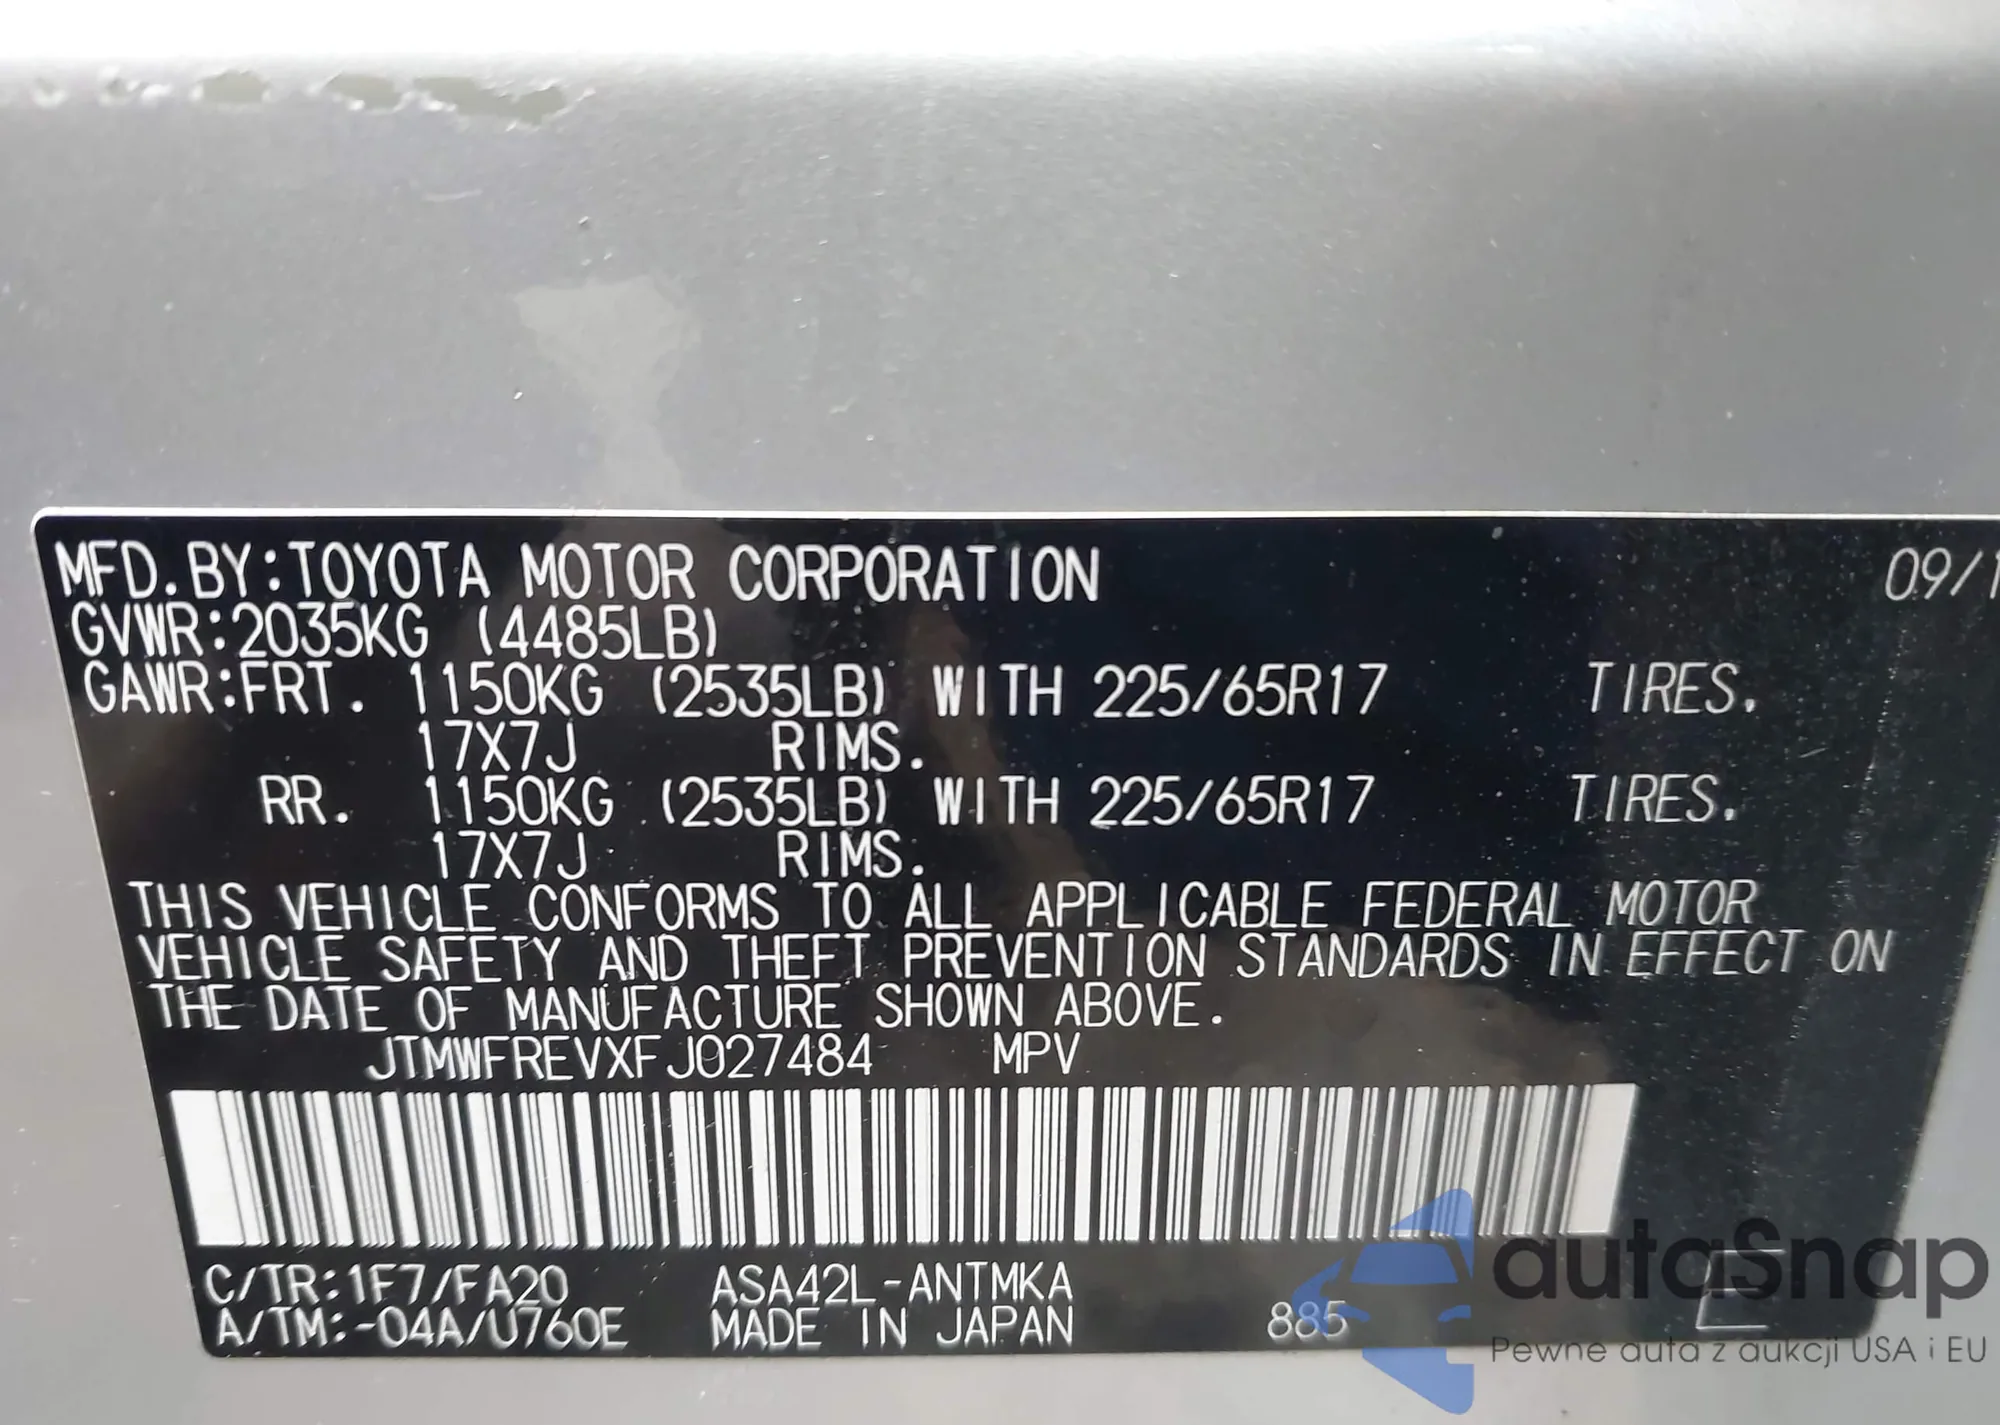 MFD.BY:TOYOTA MOTOR CORPORATION 09/1
GVWR:2035KG (4485LB)
GAWR:FRT. 1150KG (2535LB) WITH 225/65R17 TIRES.
17X7J RIMS.
RR. 1150KG (2535LB) WITH 225/65R17 TIRES.
17X7J RIMS.
THIS VEHICLE CONFORMS TO ALL APPLICABLE FEDERAL MOTOR
VEHICLE SAFETY AND THEFT PREVENTION STANDARDS IN EFFECT ON
THE DATE OF MANUFACTURE SHOWN ABOVE.
JTMWFREVXFJ027484 MPV
C/TR:1F7/FA20 ASA42L-ANTMKA
A/TM:-04A/U760E MADE IN JAPAN 885 E
autaSnap
Pewne auta z aukcji USA i EU